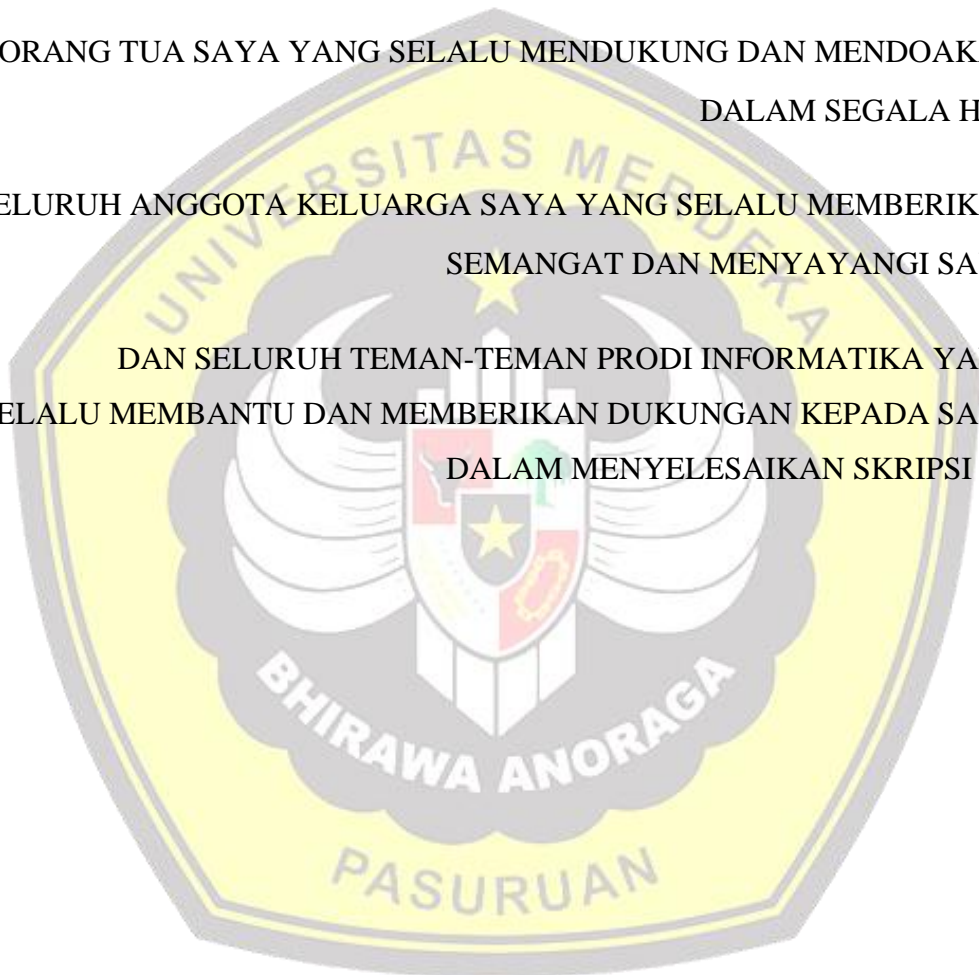 ORANG TUA SAYA YANG SELALU MENDUKUNG DAN MENDOAK
DALAM SEGALA H
ELURUH ANGGOTA KELUARGA SAYA YANG SELALU MEMBERIK
SEMANGAT DAN MENYAYANGI SA
DAN SELURUH TEMAN-TEMAN PRODI INFORMATIKA YA
ELALU MEMBANTU DAN MEMBERIKAN DUKUNGAN KEPADA SA
DALAM MENYELESAIKAN SKRIPSI
UNIVERSITAS MERDEKA
BHIRAWA ANORAGA
PASURUAN